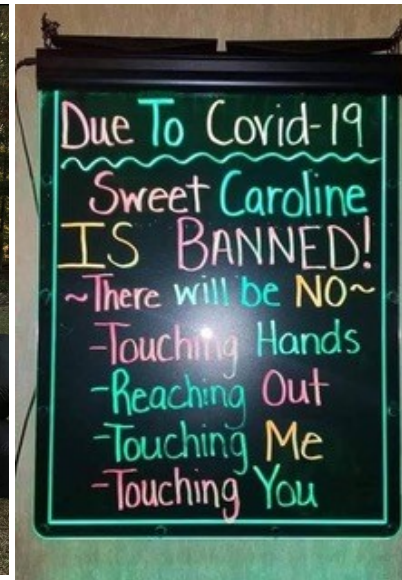 Due To Covid-19
Sweet Caroline
IS BANNED!
~There will be NO~
-Touching Hands
-Reaching Out
-Touching Me
-Touching You